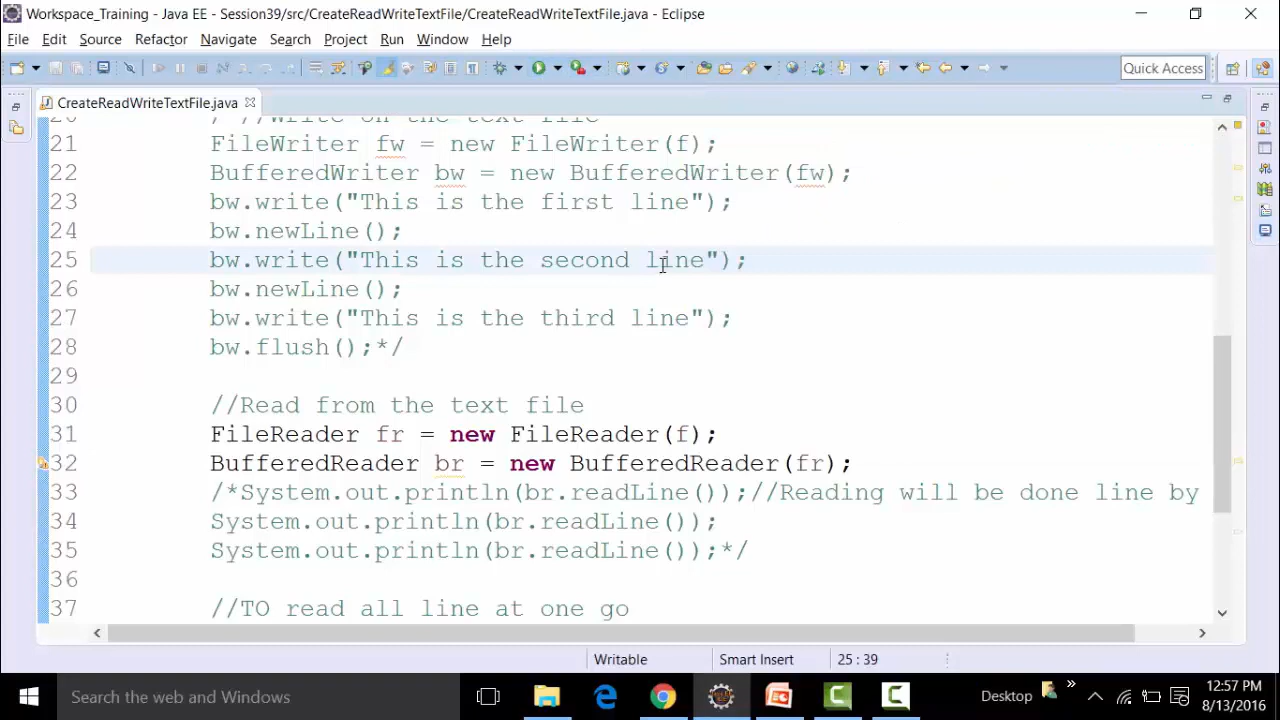 Workspace_Training - Java EE - Session39/src/CreateReadWriteTextFile/CreateReadWriteTextFile.java - Eclipse
File Edit Source Refactor Navigate Search Project Run Window Help
Quick Access
CreateReadWriteTextFile.java
20 / //Write on the text file
21 FileWriter fw = new FileWriter(f);
22 BufferedWriter bw = new BufferedWriter(fw);
23 bw.write("This is the first line");
24 bw.newLine();
25 bw.write("This is the second line");
26 bw.newLine();
27 bw.write("This is the third line");
28 bw.flush();*/
29
30 //Read from the text file
31 FileReader fr = new FileReader(f);
32 BufferedReader br = new BufferedReader(fr);
33 /*System.out.println(br.readLine());//Reading will be done line by
34 System.out.println(br.readLine());
35 System.out.println(br.readLine());*/
36
37 //TO read all line at one go
Writable Smart Insert 25 : 39
Search the web and Windows
Desktop
12:57 PM
8/13/2016